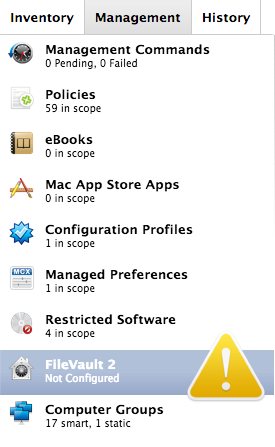 Inventory Management History
Management Commands
0 Pending, 0 Failed
Policies
59 in scope
eBooks
0 in scope
Mac App Store Apps
0 in scope
Configuration Profiles
1 in scope
MCX
Managed Preferences
1 in scope
Restricted Software
4 in scope
FileVault 2
Not Configured
Computer Groups
17 smart, 1 static